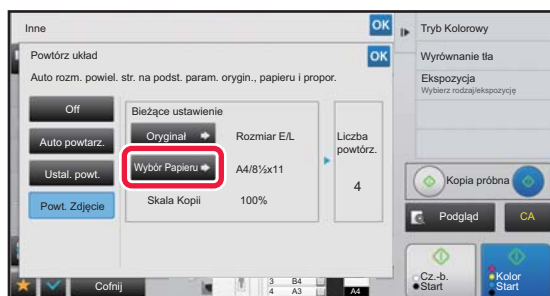 Inne
OK
Powtórz układ
OK
Auto rozm. powiel. str. na podst. param. orygin., papieru i propor.
Off
Auto powtarz.
Ustal. powt.
Powt. Zdjęcie
Bieżące ustawienie
Oryginał
Rozmiar E/L
Wybór Papieru
A4/8½x11
Skala Kopii
100%
Liczba
powtórz.
4
Cofnij
3 B4
4 A3
A4
Tryb Kolorowy
Wyrównanie tła
Ekspozycja
Wybierz rodzaj/ekspozycję
Kopia próbna
Podgląd
CA
Cz.-b.
Start
Kolor
Start